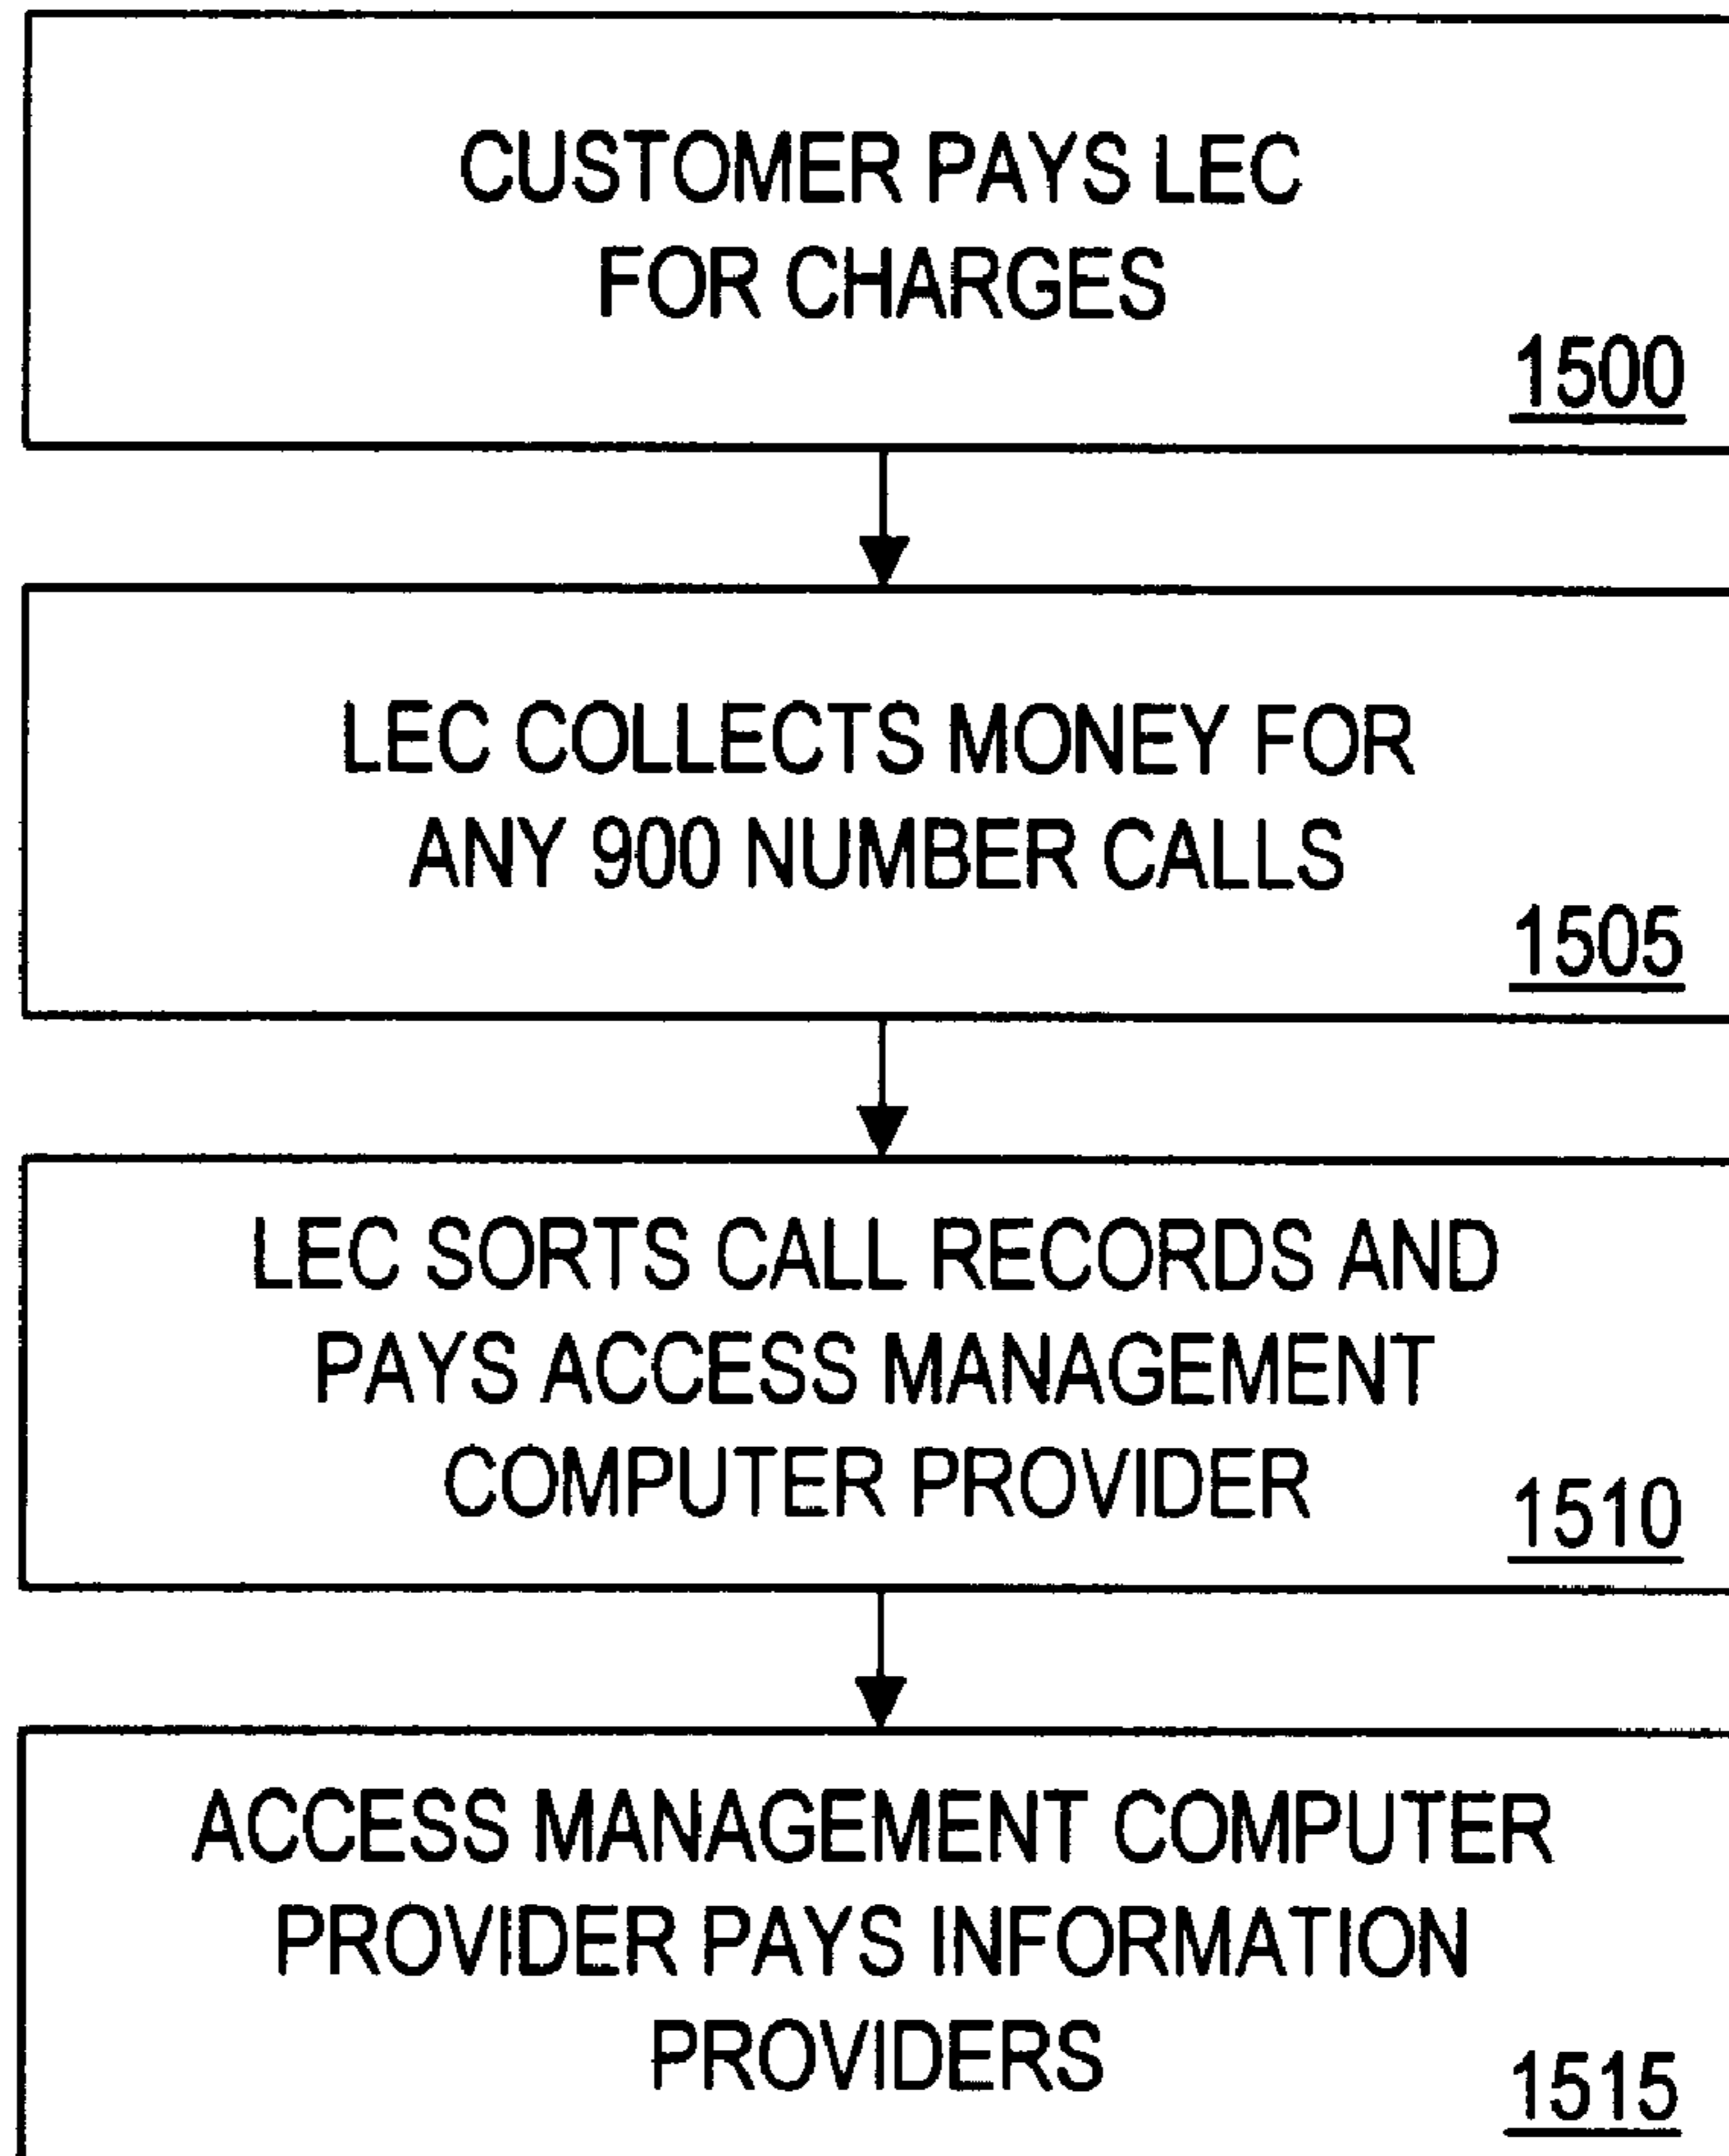 CUSTOMER PAYS LEC
FOR CHARGES
1500
LEC COLLECTS MONEY FOR
ANY 900 NUMBER CALLS
1505
LEC SORTS CALL RECORDS AND
PAYS ACCESS MANAGEMENT
COMPUTER PROVIDER
1510
ACCESS MANAGEMENT COMPUTER
PROVIDER PAYS INFORMATION
PROVIDERS
1515